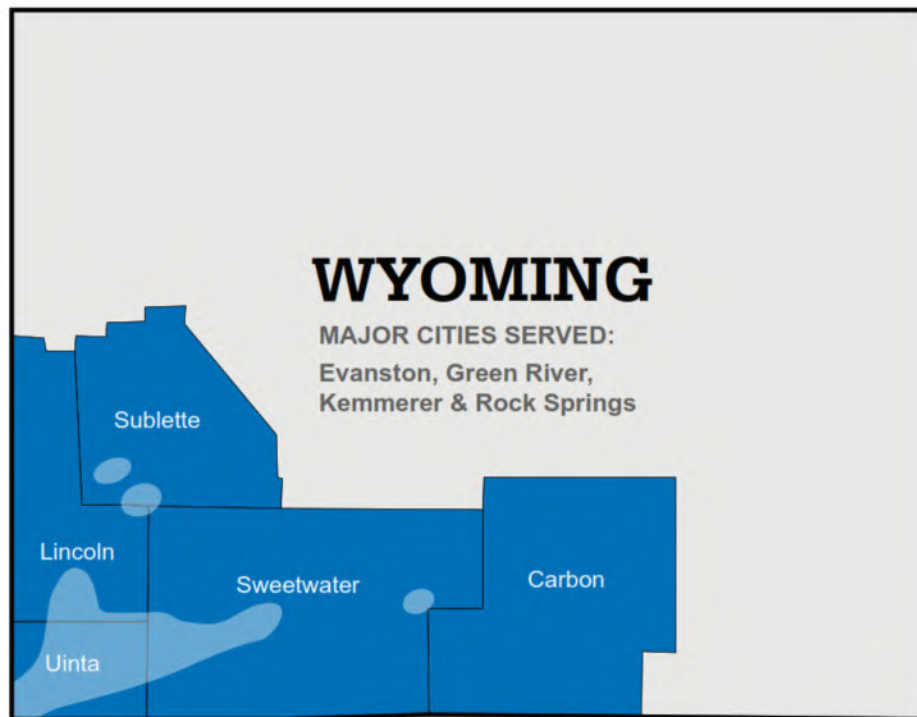 WYOMING
MAJOR CITIES SERVED:
Evanston, Green River,
Kemmerer & Rock Springs
Sublette
Lincoln
Sweetwater
Carbon
Uinta